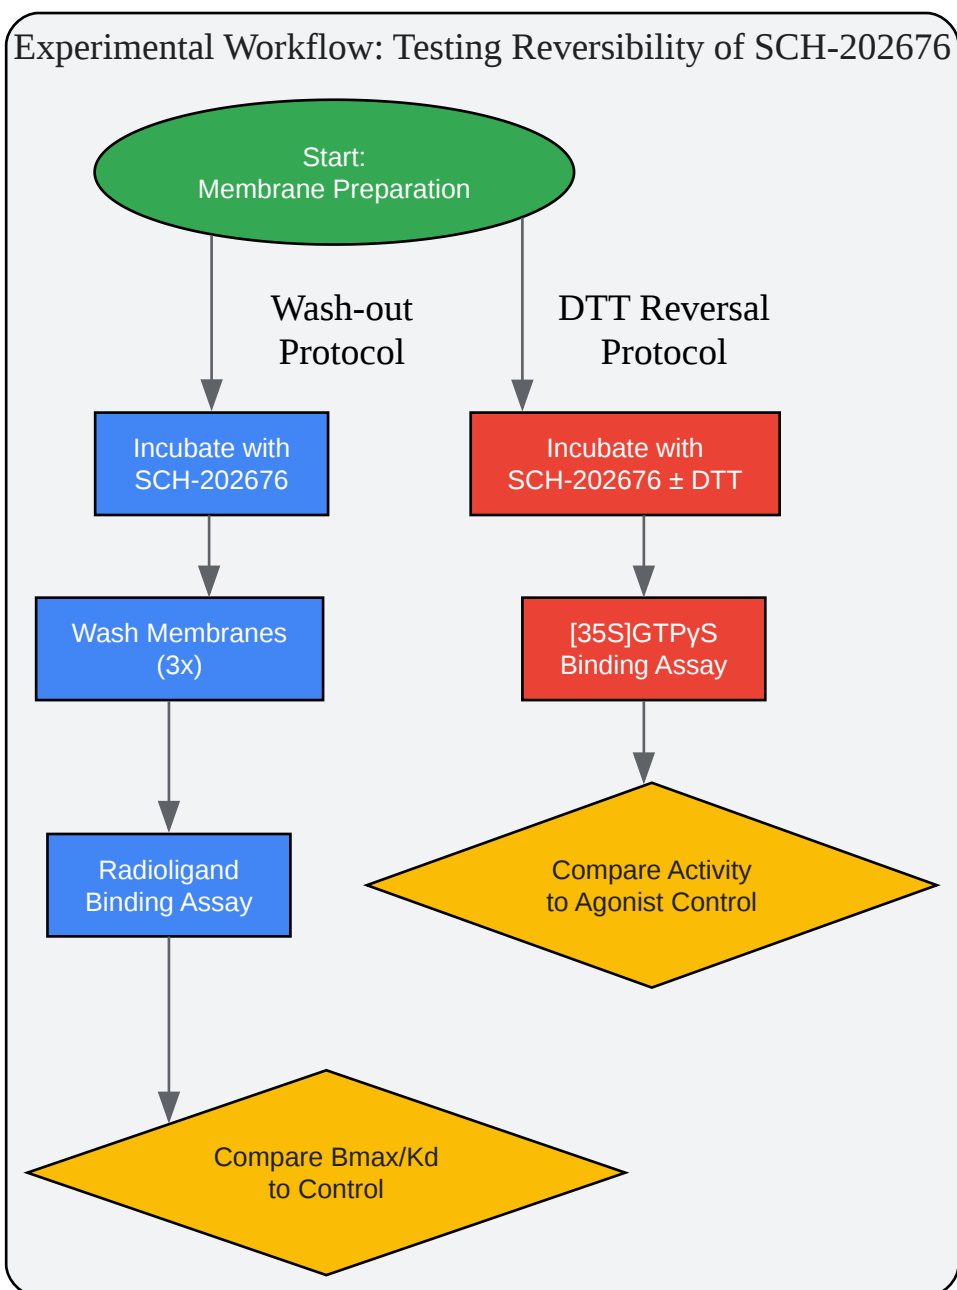 Experimental Workflow: Testing Reversibility of SCH-202676
Start:
Membrane Preparation
Wash-out
Protocol
DTT Reversal
Protocol
Incubate with
SCH-202676
Incubate with
SCH-202676 ± DTT
Wash Membranes
(3x)
[35S]GTPγS
Binding Assay
Radioligand
Binding Assay
Compare Activity
to Agonist Control
Compare Bmax/Kd
to Control